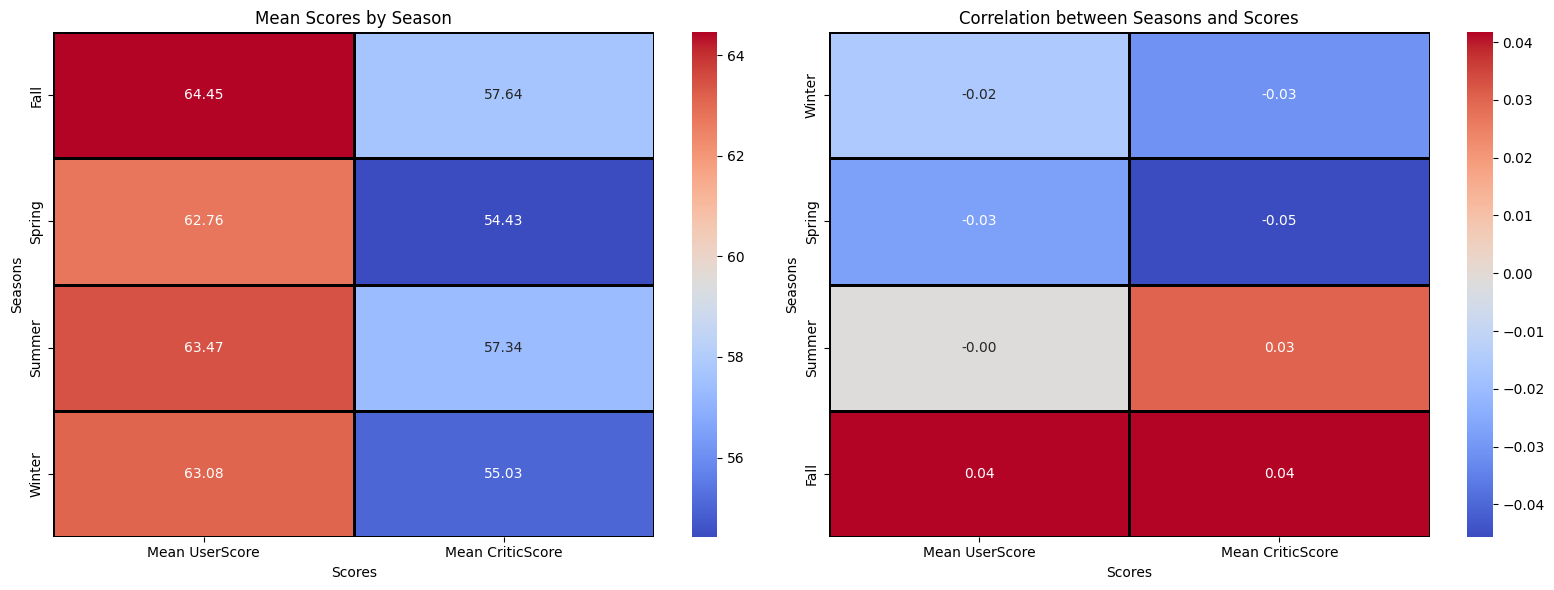 Mean Scores by Season
Seasons
Fall
Spring
Summer
Winter
64.45 57.64
62.76 54.43
63.47 57.34
63.08 55.03
Mean UserScore Mean CriticScore
Scores
64
62
60
58
56
Correlation between Seasons and Scores
Seasons
Winter
Spring
Summer
Fall
-0.02 -0.03
-0.03 -0.05
-0.00 0.03
0.04 0.04
Mean UserScore Mean CriticScore
Scores
0.04
0.03
0.02
0.01
0.00
−0.01
−0.02
−0.03
−0.04